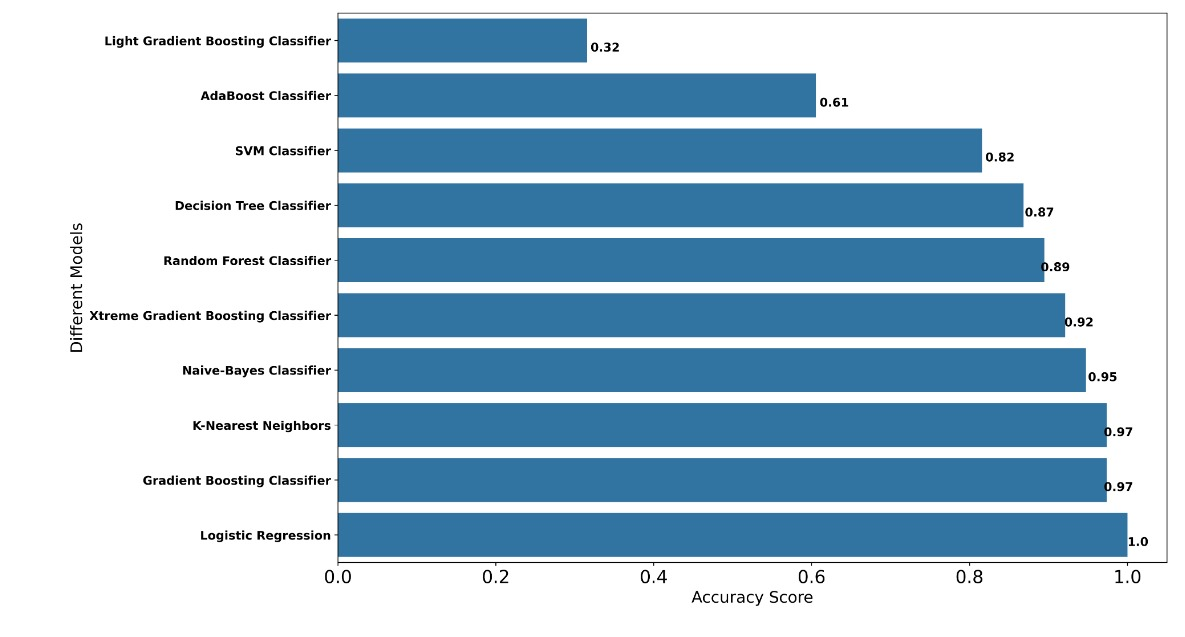 Light Gradient Boosting Classifier
0.32
AdaBoost Classifier
0.61
SVM Classifier
0.82
Decision Tree Classifier
0.87
Random Forest Classifier
0.89
Xtreme Gradient Boosting Classifier
0.92
Naive-Bayes Classifier
0.95
K-Nearest Neighbors
0.97
Gradient Boosting Classifier
0.97
Logistic Regression
1.0
Different Models
0.0 0.2 0.4 0.6 0.8 1.0
Accuracy Score